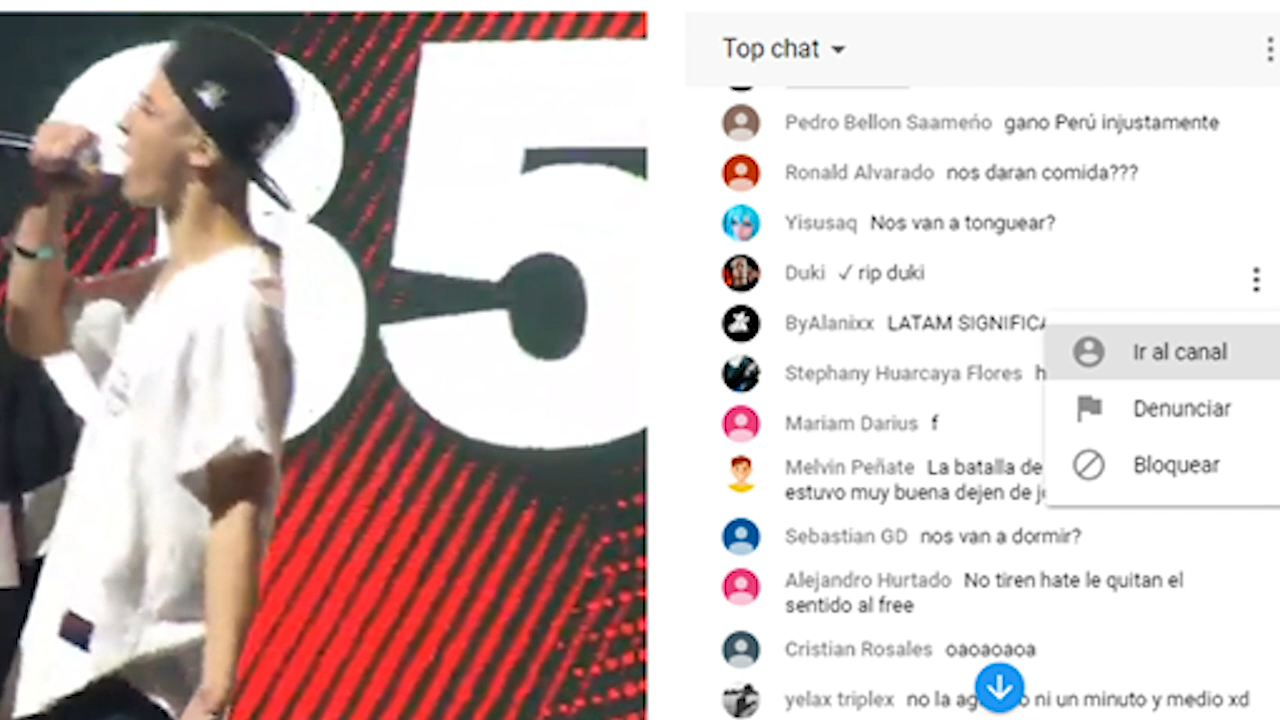 85
Top chat
Pedro Bellon Saameño gano Perú injustamente
Ronald Alvarado nos daran comida???
Yisusaq Nos van a tonguear?
Duki ✓ rip duki
ByAlanixx LATAM
Stephany Huarcaya Flores
Ir al canal
Denunciar
Bloquear
Mariam Darius f
Melvin Peñate La batalla de
estuvo muy buena dejen de
Sebastian GD nos van a dormir?
Alejandro Hurtado No tiren hate le quitan el
sentido al free
Cristian Rosales oaoaoaoa
yelax triplex no la ni un minuto y medio xd